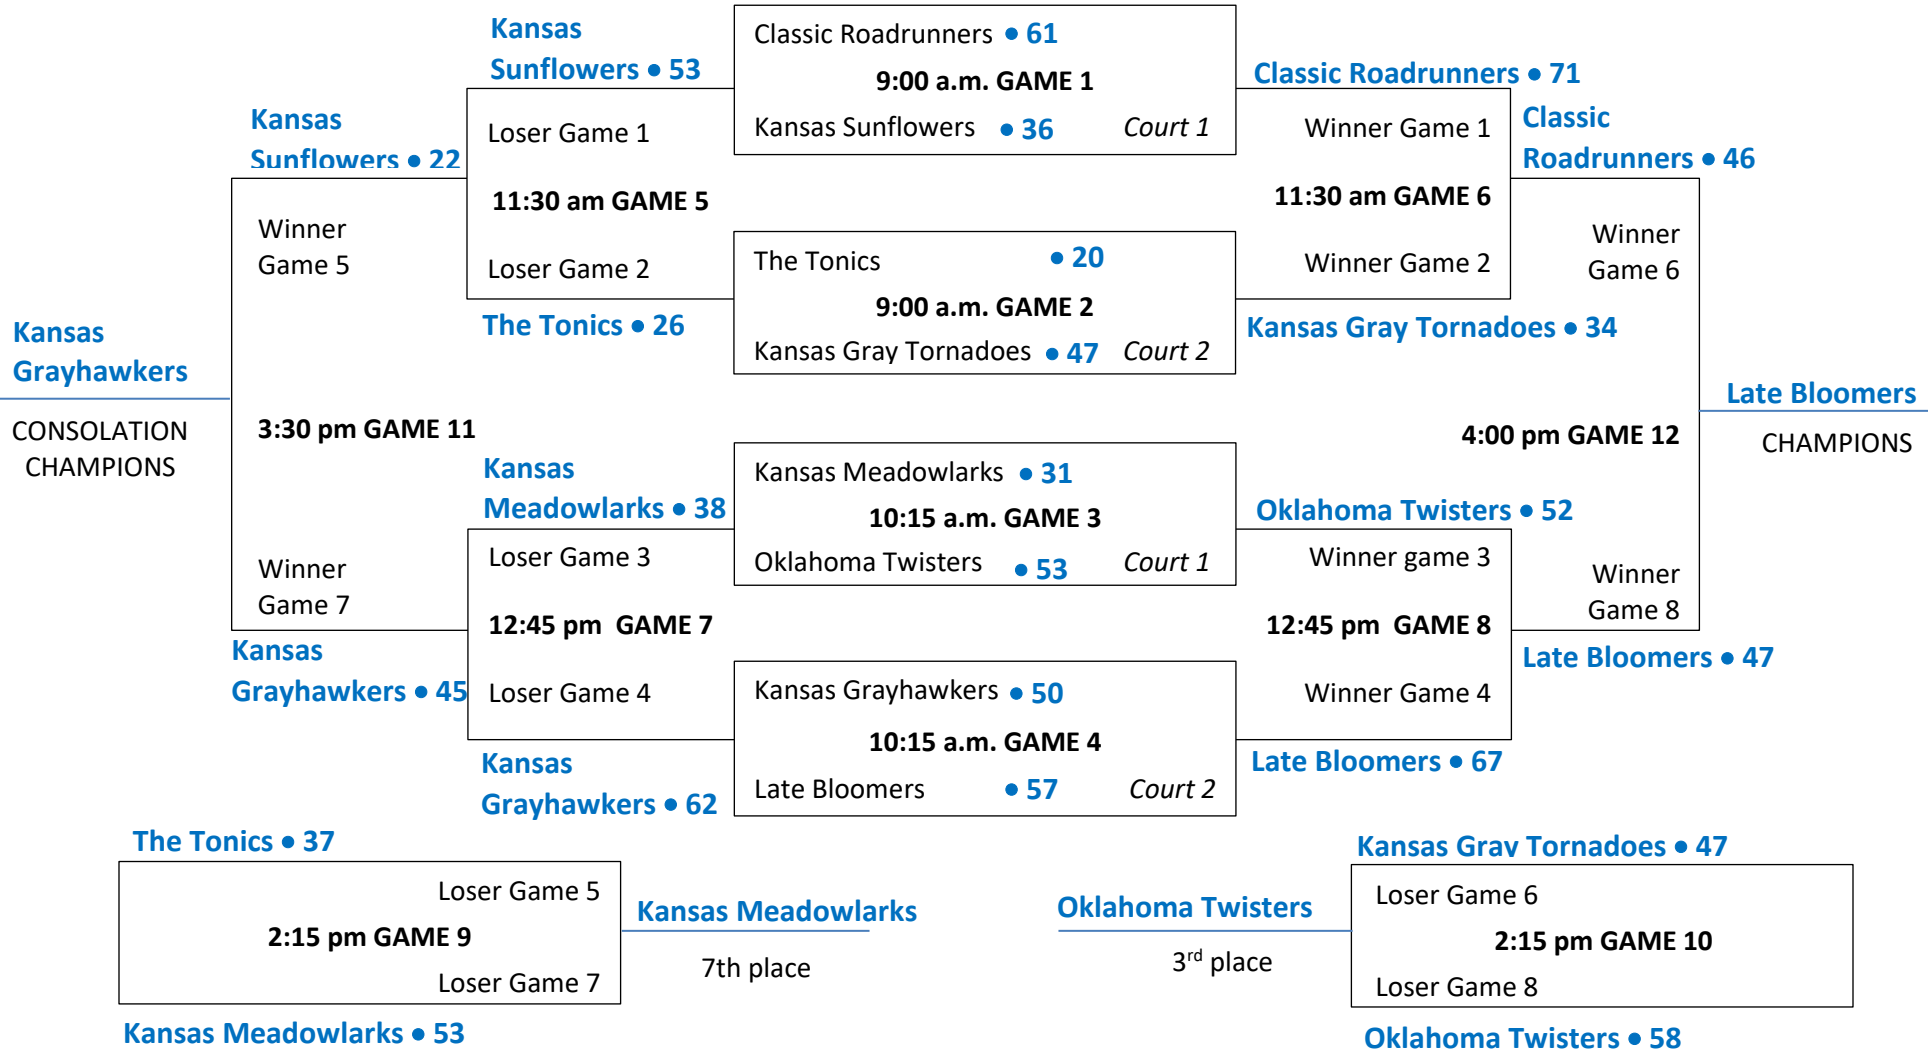 Kansas
Sunflowers • 53
Classic Roadrunners • 61
9:00 a.m. GAME 1
Kansas Sunflowers • 36 Court 1
Classic Roadrunners • 71
Kansas
Sunflowers • 22
Loser Game 1
11:30 am GAME 5
Loser Game 2
Winner Game 1
11:30 am GAME 6
Winner Game 2
Classic
Roadrunners • 46
Winner
Game 5
The Tonics • 20
9:00 a.m. GAME 2
Kansas Gray Tornadoes • 47 Court 2
Winner
Game 6
The Tonics • 26
Kansas Gray Tornadoes • 34
Kansas
Grayhawkers
CONSOLATION
CHAMPIONS
3:30 pm GAME 11
4:00 pm GAME 12
Late Bloomers
CHAMPIONS
Kansas
Meadowlarks • 38
Kansas Meadowlarks • 31
10:15 a.m. GAME 3
Oklahoma Twisters • 53 Court 1
Oklahoma Twisters • 52
Winner
Game 7
Loser Game 3
12:45 pm GAME 7
Loser Game 4
Winner game 3
12:45 pm GAME 8
Winner Game 4
Winner
Game 8
Kansas
Grayhawkers • 45
Kansas Grayhawkers • 50
10:15 a.m. GAME 4
Late Bloomers • 57 Court 2
Late Bloomers • 47
Kansas
Grayhawkers • 62
Late Bloomers • 67
The Tonics • 37
Loser Game 5
2:15 pm GAME 9
Loser Game 7
Kansas Meadowlarks • 53
Kansas Meadowlarks
7th place
Oklahoma Twisters
3rd place
Kansas Gray Tornadoes • 47
Loser Game 6
2:15 pm GAME 10
Loser Game 8
Oklahoma Twisters • 58